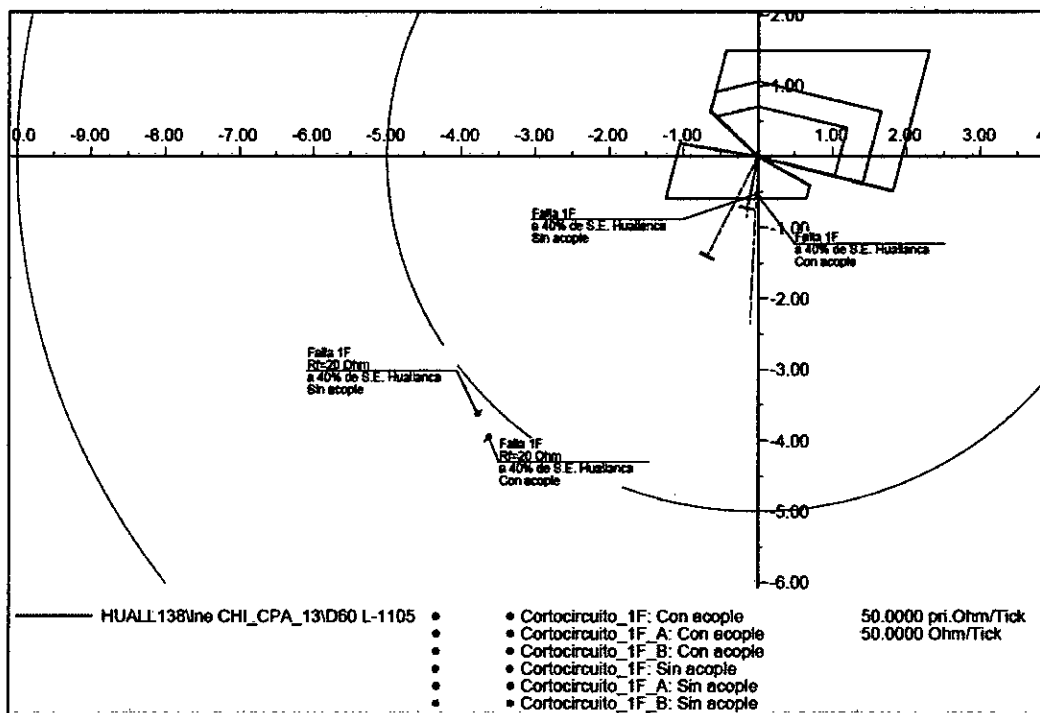 2.00
1.00
0.0 -9.00 -8.00 -7.00 -6.00 -5.00 -4.00 -3.00 -2.00 -1.00 1.00 2.00 3.00 4
Falla 1F
a 40% de S.E. Huallanca
Sin acople
-1.00
Falla 1F
a 40% de S.E. Huallanca
Con acople
-2.00
-3.00
Falla 1F
Rf=20 Ohm
a 40% de S.E. Huallanca
Sin acople
-4.00
Falla 1F
Rf=20 Ohm
a 40% de S.E. Huallanca
Con acople
-5.00
-6.00
HUALL138\lne CHI_CPA_13\D60 L-1105
Cortocircuito_1F: Con acople
Cortocircuito_1F_A: Con acople
Cortocircuito_1F_B: Con acople
Cortocircuito_1F: Sin acople
Cortocircuito_1F_A: Sin acople
Cortocircuito_1F_B: Sin acople
50.0000 pri.Ohm/Tick
50.0000 Ohm/Tick